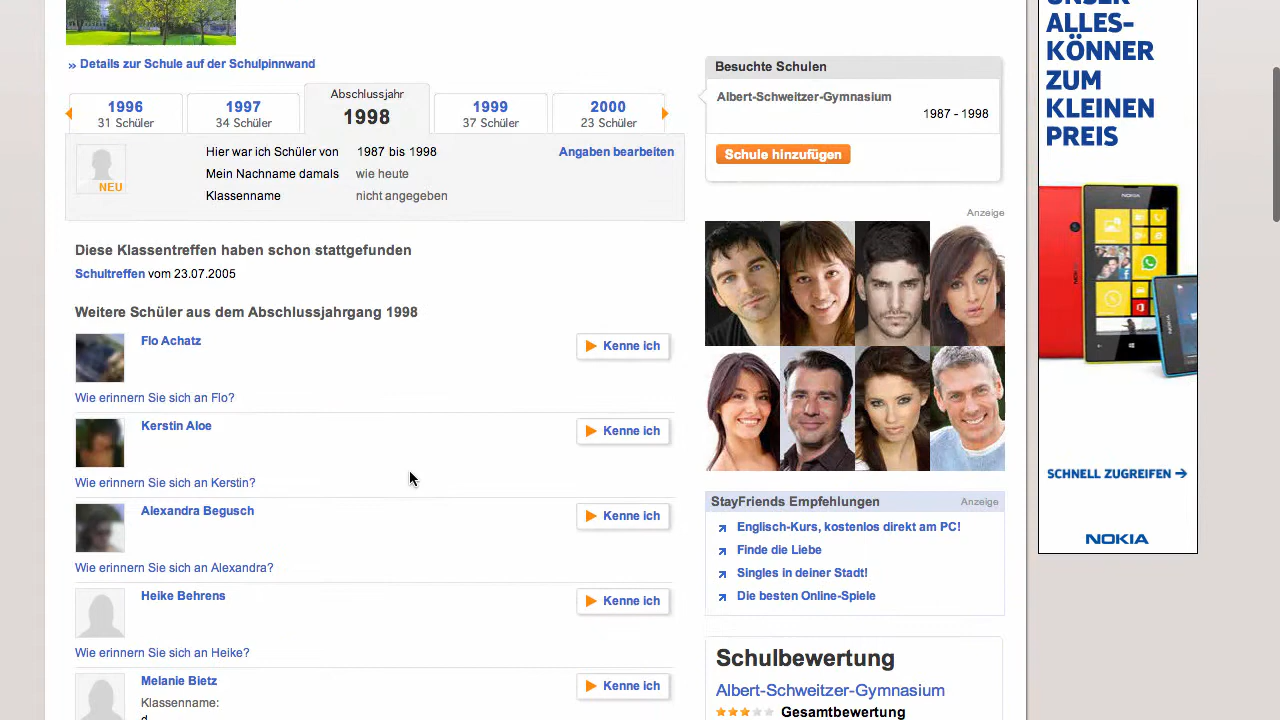 » Details zur Schule auf der Schulpinnwand
1996
31 Schüler
1997
34 Schüler
Abschlussjahr
1998
1999
37 Schüler
2000
23 Schüler
NEU
Hier war ich Schüler von 1987 bis 1998
Angaben bearbeiten
Mein Nachname damals wie heute
Klassenname nicht angegeben
Diese Klassentreffen haben schon stattgefunden
Schultreffen vom 23.07.2005
Weitere Schüler aus dem Abschlussjahrgang 1998
Flo Achatz
Kenne ich
Wie erinnern Sie sich an Flo?
Kerstin Aloe
Kenne ich
Wie erinnern Sie sich an Kerstin?
Alexandra Begusch
Kenne ich
Wie erinnern Sie sich an Alexandra?
Heike Behrens
Kenne ich
Wie erinnern Sie sich an Heike?
Melanie Bietz
Kenne ich
Klassenname:
Besuchte Schulen
Albert-Schweitzer-Gymnasium
1987 - 1998
Schule hinzufügen
Anzeige
StayFriends Empfehlungen
Anzeige
Englisch-Kurs, kostenlos direkt am PC!
Finde die Liebe
Singles in deiner Stadt!
Die besten Online-Spiele
Schulbewertung
Albert-Schweitzer-Gymnasium
Gesamtbewertung
ALLES-
KÖNNER
ZUM
KLEINEN
PREIS
NOKIA
SCHNELL ZUGREIFEN →
NOKIA